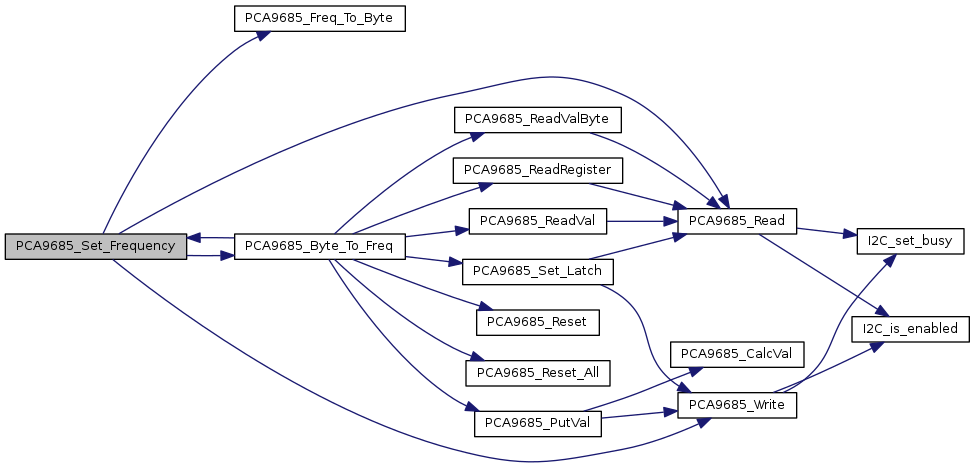 PCA9685_Freq_To_Byte
PCA9685_ReadValByte
PCA9685_ReadRegister
PCA9685_ReadVal
PCA9685_Read
PCA9685_Set_Frequency
PCA9685_Byte_To_Freq
I2C_set_busy
PCA9685_Set_Latch
PCA9685_Reset
I2C_is_enabled
PCA9685_CalcVal
PCA9685_Reset_All
PCA9685_Write
PCA9685_PutVal